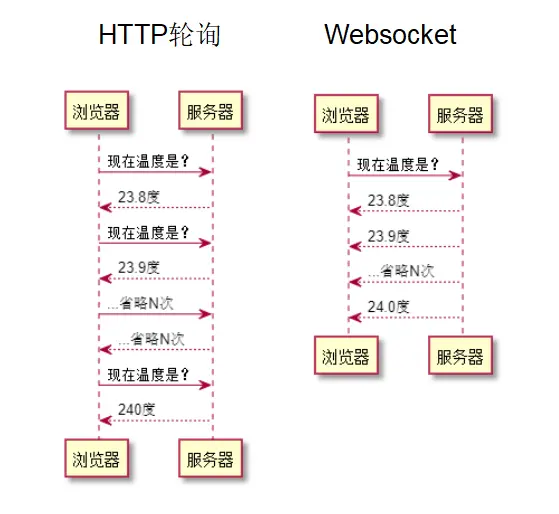 HTTP轮询
浏览器
服务器
现在温度是？
23.8度
现在温度是？
23.9度
...省略N次
...省略N次
现在温度是？
240度
浏览器
服务器
Websocket
浏览器
服务器
现在温度是？
23.8度
23.9度
...省略N次
24.0度
浏览器
服务器